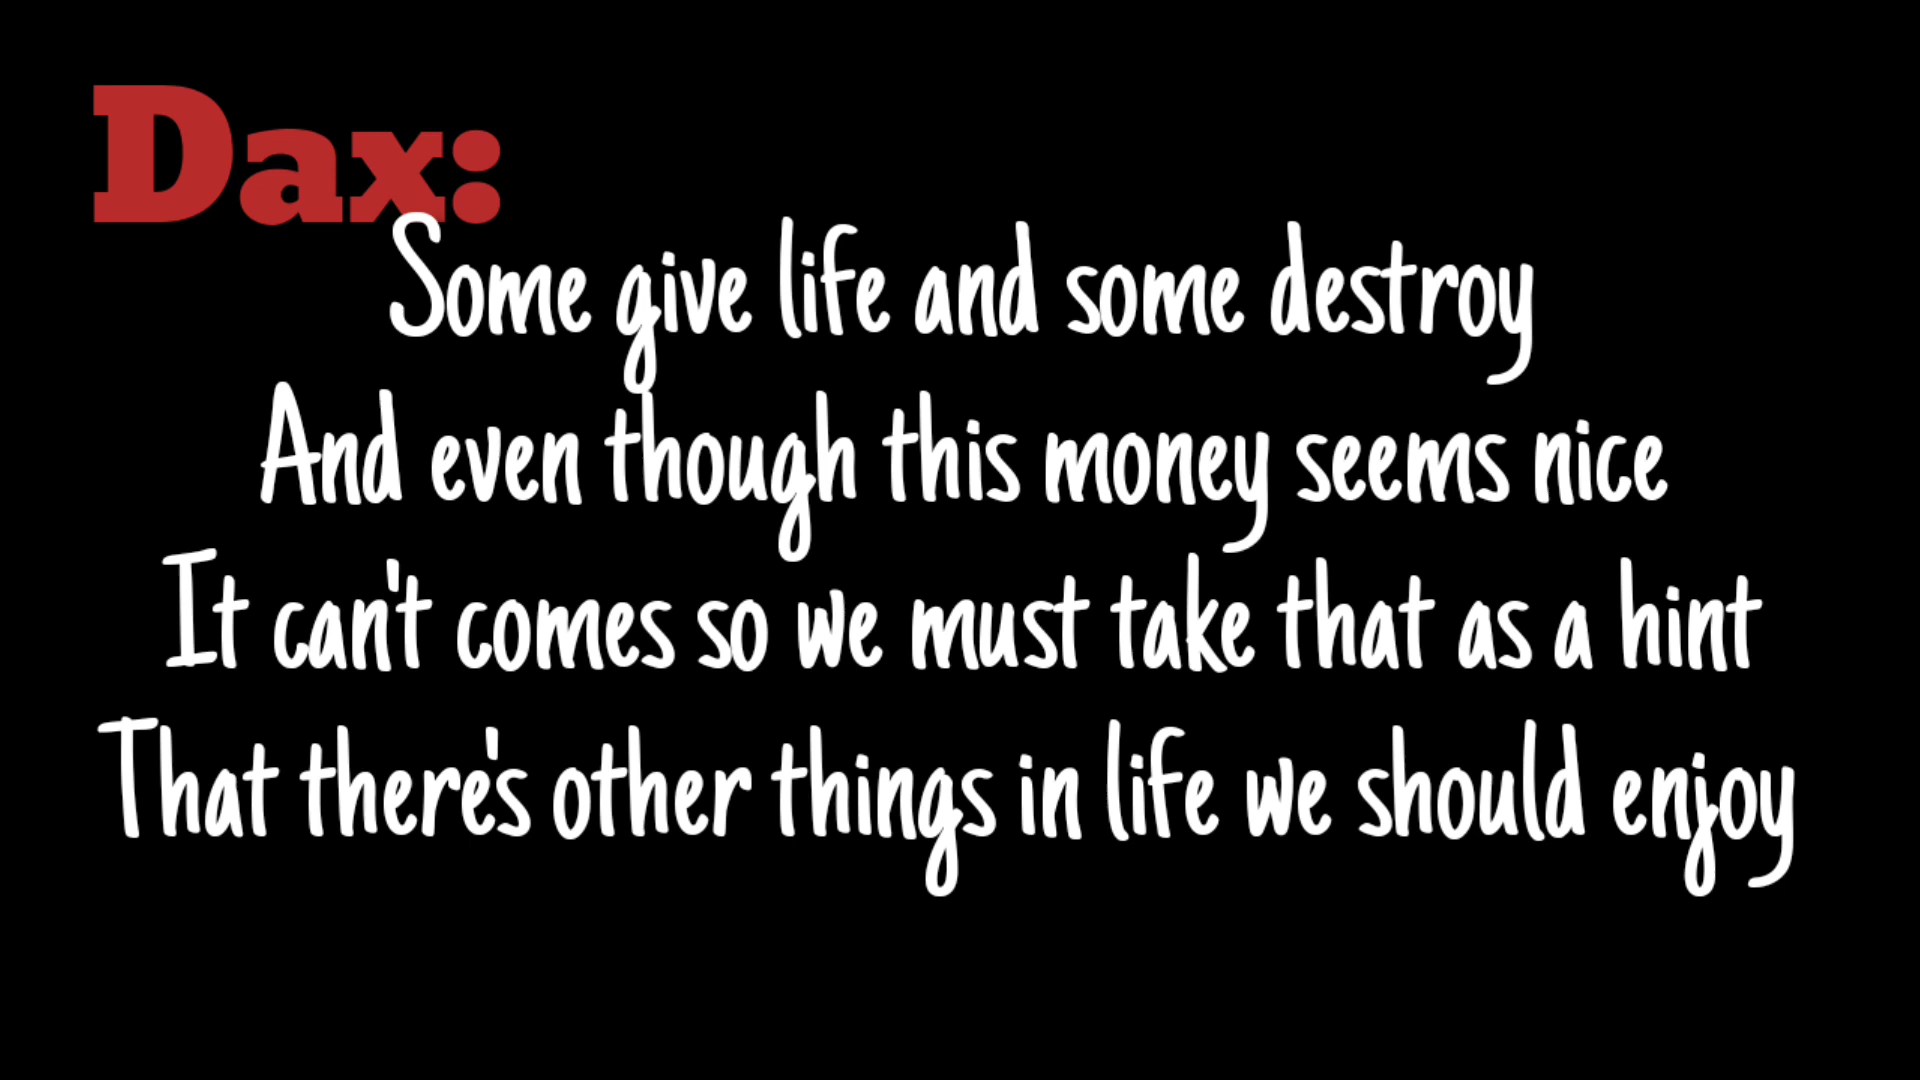 Dax:
Some give life and some destroy
And even though this money seems nice
It can't comes so we must take that as a hint
That there's other things in life we should enjoy